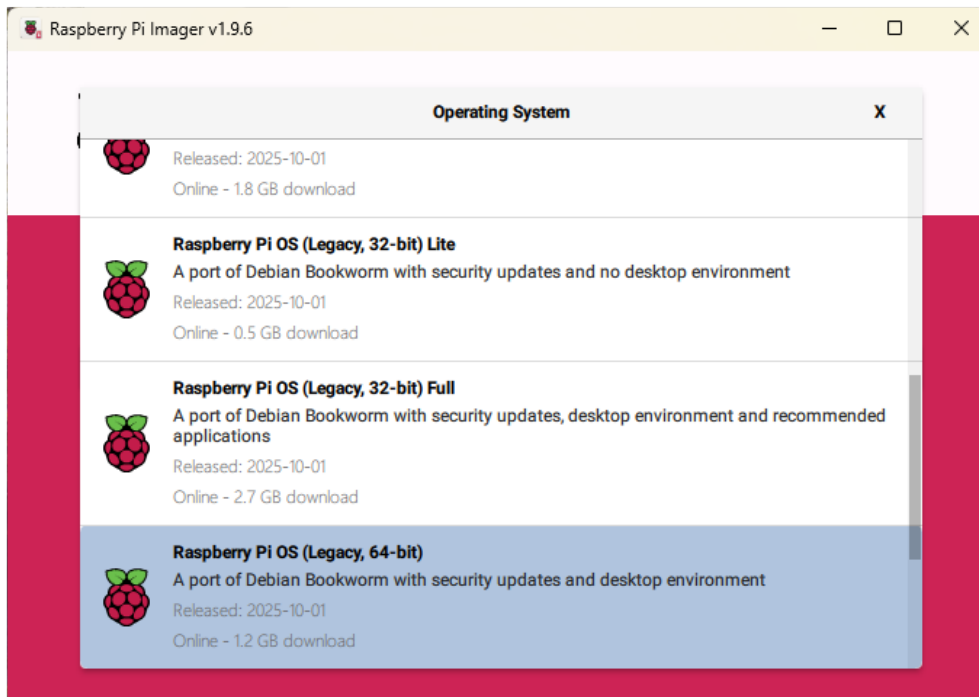 Raspberry Pi Imager v1.9.6
Operating System
X
Released: 2025-10-01
Online - 1.8 GB download
Raspberry Pi OS (Legacy, 32-bit) Lite
A port of Debian Bookworm with security updates and no desktop environment
Released: 2025-10-01
Online - 0.5 GB download
Raspberry Pi OS (Legacy, 32-bit) Full
A port of Debian Bookworm with security updates, desktop environment and recommended
applications
Released: 2025-10-01
Online - 2.7 GB download
Raspberry Pi OS (Legacy, 64-bit)
A port of Debian Bookworm with security updates and desktop environment
Released: 2025-10-01
Online - 1.2 GB download